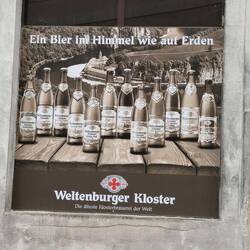 Ein Bier im Himmel wie auf Erden
Weltenburger Kloster
Die älteste Klosterbrauerei der Welt